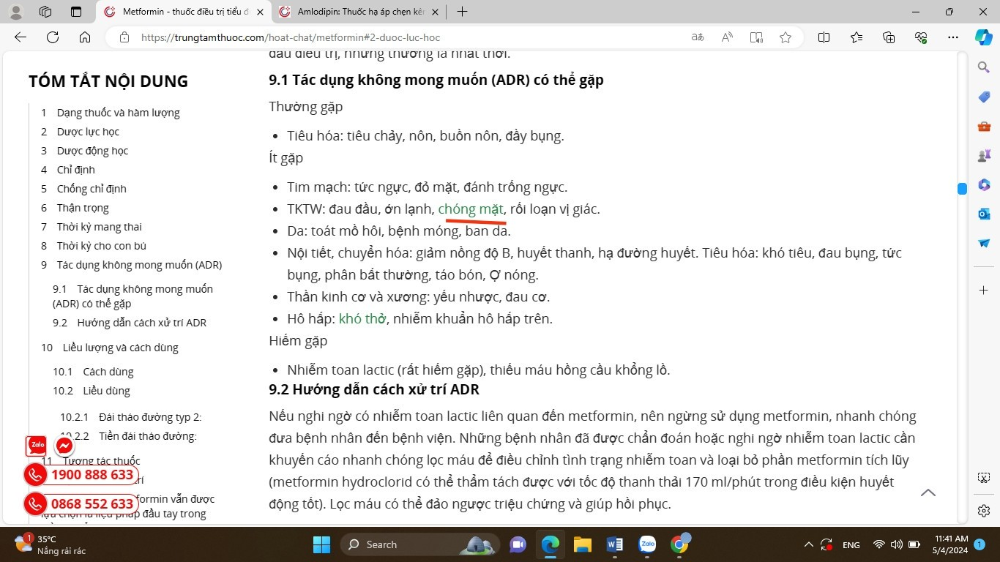 Metformin - thuốc điều trị tiểu đ
Amlodipin: Thuốc hạ áp chẹn kên
https://trungtamthuoc.com/hoat-chat/metformin#2-duoc-luc-hoc
đầu điều trị, nhưng thường là nhất thời.
TÓM TẮT NỘI DUNG
1 Dạng thuốc và hàm lượng
2 Dược lực học
3 Dược động học
4 Chỉ định
5 Chống chỉ định
6 Thận trọng
7 Thời kỳ mang thai
8 Thời kỳ cho con bú
9 Tác dụng không mong muốn (ADR)
9.1 Tác dụng không mong muốn
(ADR) có thể gặp
9.2 Hướng dẫn cách xử trí ADR
10 Liều lượng và cách dùng
10.1 Cách dùng
10.2 Liều dùng
10.2.1 Đái tháo đường typ 2:
10.2.2 Tiền đái tháo đường:
11 Tương tác thuốc
trí
formin vẫn được
lựa chọn là liệu pháp đầu tay trong
Zalo
1900 888 633
0868 552 633
9.1 Tác dụng không mong muốn (ADR) có thể gặp
Thường gặp
Tiêu hóa: tiêu chảy, nôn, buồn nôn, đầy bụng.
Ít gặp
Tim mạch: tức ngực, đỏ mặt, đánh trống ngực.
TKTW: đau đầu, ớn lạnh, chóng mặt, rối loạn vị giác.
Da: toát mồ hôi, bệnh móng, ban da.
Nội tiết, chuyển hóa: giảm nồng độ B, huyết thanh, hạ đường huyết. Tiêu hóa: khó tiêu, đau bụng, tức
bụng, phân bất thường, táo bón, Ợ nóng.
Thần kinh cơ và xương: yếu nhược, đau cơ.
Hô hấp: khó thở, nhiễm khuẩn hô hấp trên.
Hiếm gặp
Nhiễm toan lactic (rất hiếm gặp), thiếu máu hồng cầu khổng lồ.
9.2 Hướng dẫn cách xử trí ADR
Nếu nghi ngờ có nhiễm toan lactic liên quan đến metformin, nên ngừng sử dụng metformin, nhanh chóng
đưa bệnh nhân đến bệnh viện. Những bệnh nhân đã được chẩn đoán hoặc nghi ngờ nhiễm toan lactic cần
khuyến cáo nhanh chóng lọc máu để điều chỉnh tình trạng nhiễm toan và loại bỏ phần metformin tích lũy
(metformin hydroclorid có thể thẩm tách được với tốc độ thanh thải 170 ml/phút trong điều kiện huyết
động tốt). Lọc máu có thể đảo ngược triệu chứng và giúp hồi phục.
1
35°C
Nắng rải rác
Search
Zalo
ENG
11:41 AM
5/4/2024
1